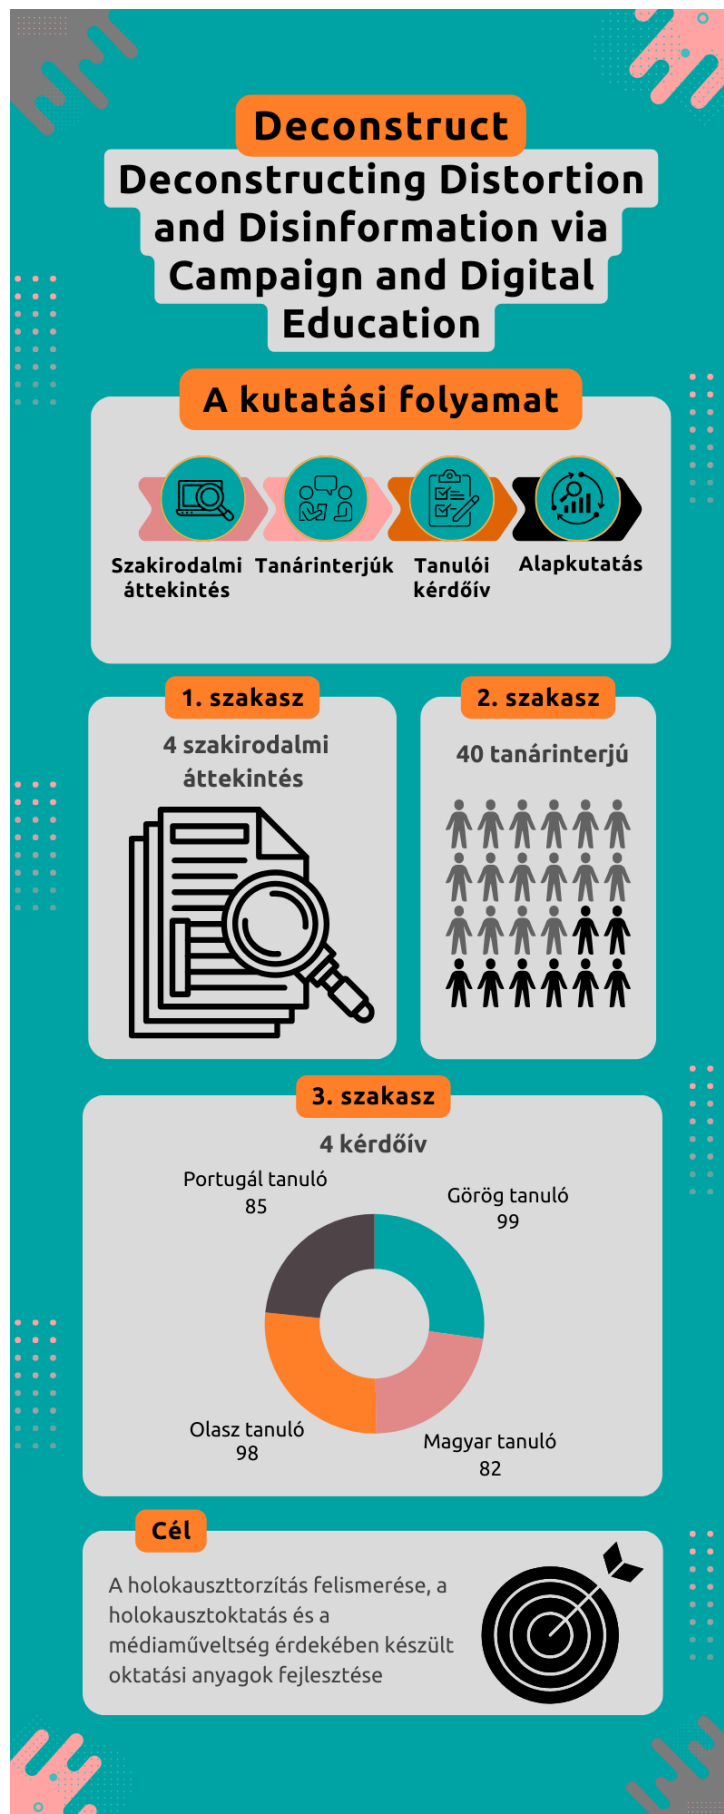 Deconstruct
Deconstructing Distortion
and Disinformation via
Campaign and Digital
Education
A kutatási folyamat
Szakirodalmi
áttekintés
Tanárinterjúk
Tanulói
kérdőív
Alapkutatás
1. szakasz
4 szakirodalmi
áttekintés
2. szakasz
40 tanárinterjú
3. szakasz
4 kérdőív
Portugál tanuló
85
Görög tanuló
99
Olasz tanuló
98
Magyar tanuló
82
Cél
A holokauszttorzítás felismerése, a
holokausztoktatás és a
médiaműveltség érdekében készült
oktatási anyagok fejlesztése